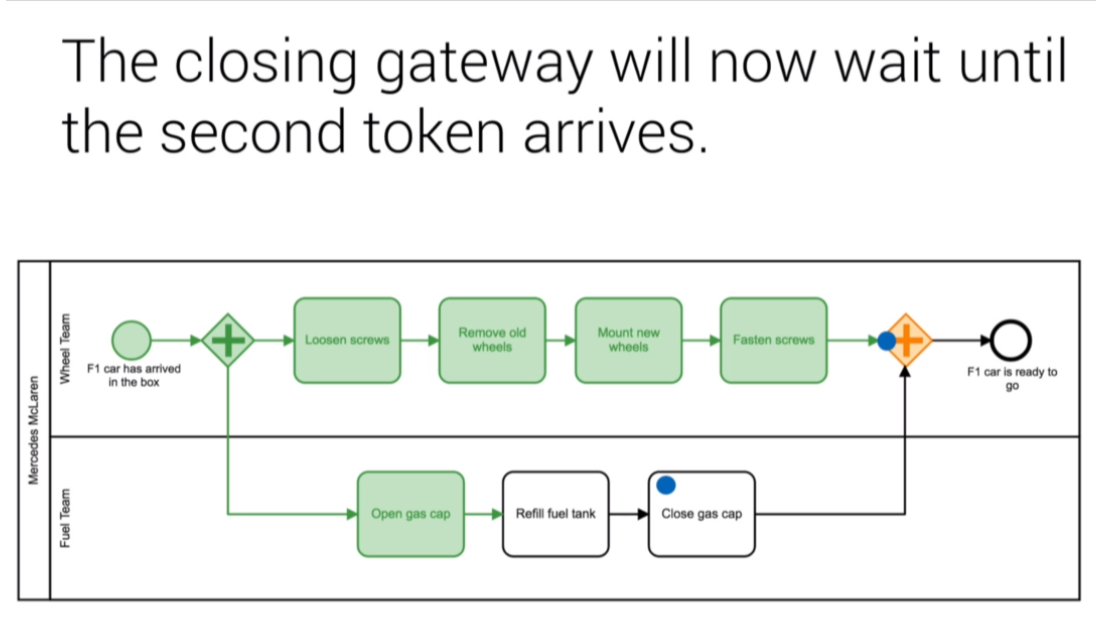 The closing gateway will now wait until
the second token arrives.
Mercedes McLaren
Wheel Team
F1 car has arrived
in the box
Loosen screws
Remove old
wheels
Mount new
wheels
Fasten screws
F1 car is ready to
go
Fuel Team
Open gas cap
Refill fuel tank
Close gas cap